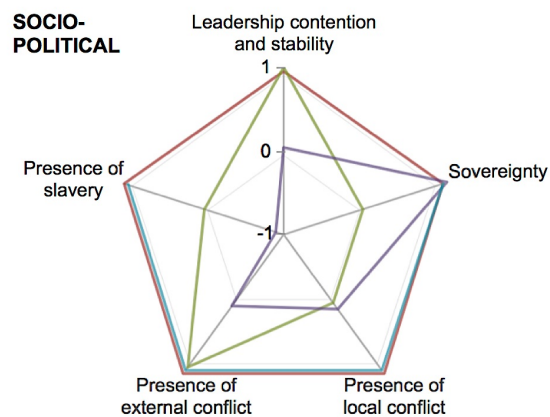 SOCIO-
POLITICAL
Leadership contention
and stability
1
0
-1
Presence of
slavery
Sovereignty
Presence of
external conflict
Presence of
local conflict